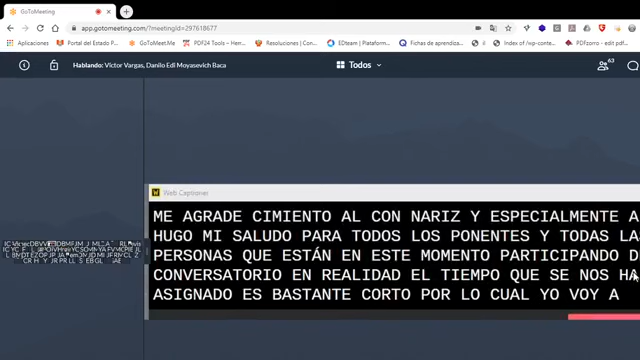 GoToMeeting
app.gotomeeting.com/?meetingId=297618677
Aplicaciones Portal del Estado P... GoToMeet.Me PDF24 Tools – Herr... Resoluciones | Con... EDteam | Plataform... Fichas de aprendizaj... Index of /wp-conte... PDFzorro - edit pdf...
Hablando: Victor Vargas, Danilo Edl Moyasevich Baca
Todos
63
Web Captioner
ME AGRADE CIMIENTO AL CON NARIZ Y ESPECIALMENTE A
HUGO MI SALUDO PARA TODOS LOS PONENTES Y TODAS LAS
PERSONAS QUE ESTÁN EN ESTE MOMENTO PARTICIPANDO DE
CONVERSATORIO EN REALIDAD EL TIEMPO QUE SE NOS HA
ASIGNADO ES BASTANTE CORTO POR LO CUAL YO VOY A